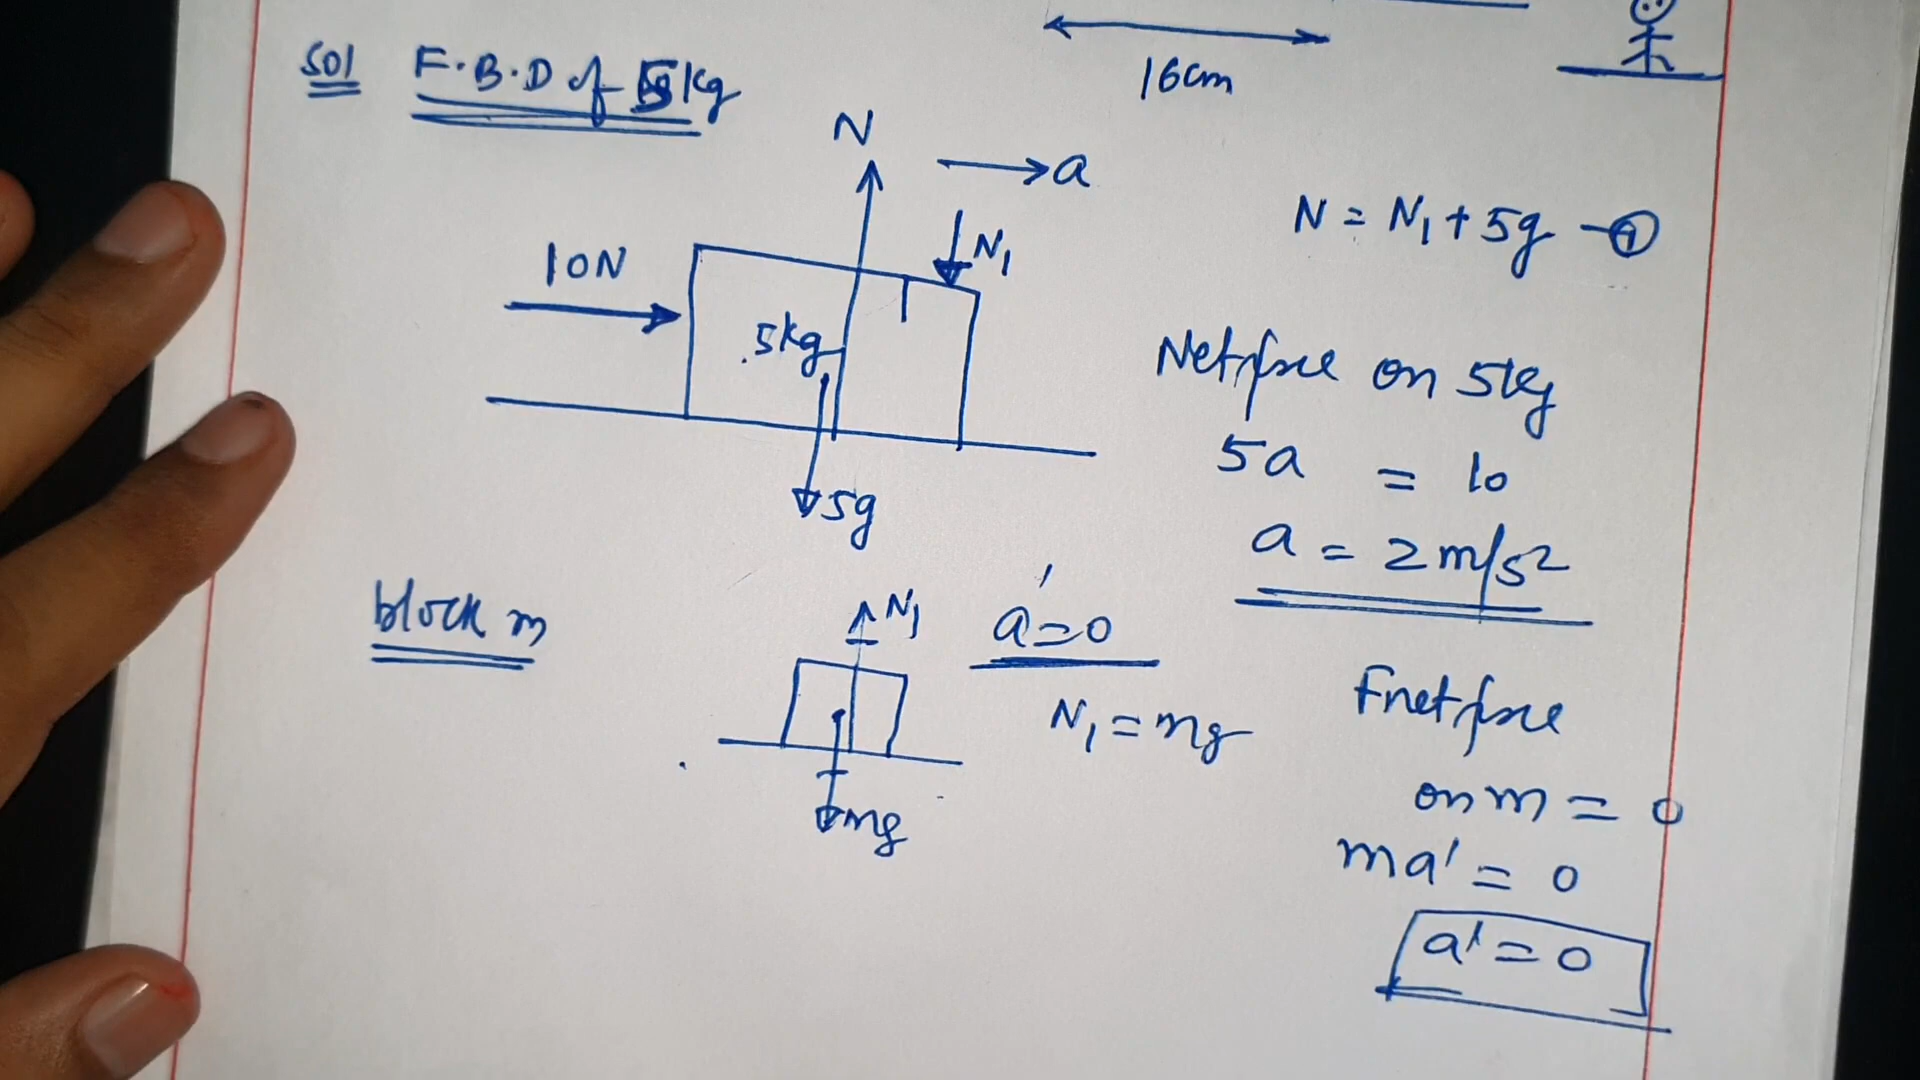 16cm
Sol F.B.D of 5kg
N
a
N = N₁ + 5g - ①
10N
N₁
5kg
Net force on 5kg
5a = 10
5g
a = 2 m/s²
block m
N₁
a' = 0
N₁ = mg
Fnet force
on m = 0
mg
ma' = 0
a' = 0